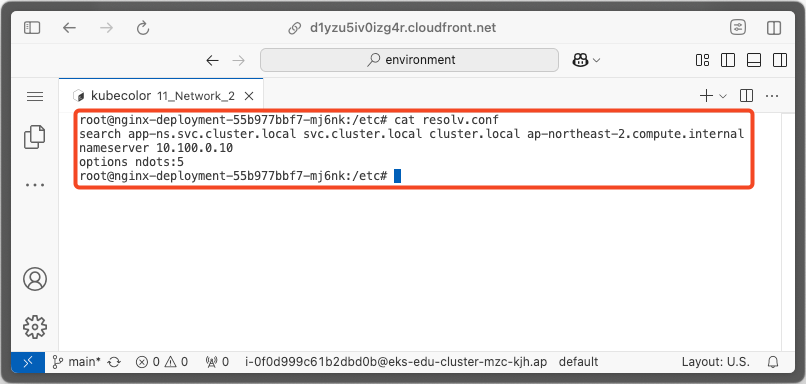 d1yzu5iv0izg4r.cloudfront.net
environment
kubecolor 11_Network_2
root@nginx-deployment-55b977bbf7-mj6nk:/etc# cat resolv.conf
search app-ns.svc.cluster.local svc.cluster.local cluster.local ap-northeast-2.compute.internal
nameserver 10.100.0.10
options ndots:5
root@nginx-deployment-55b977bbf7-mj6nk:/etc#
main* 0 0 0 i-0f0d999c61b2dbd0b@eks-edu-cluster-mzc-kjh.ap default Layout: U.S.